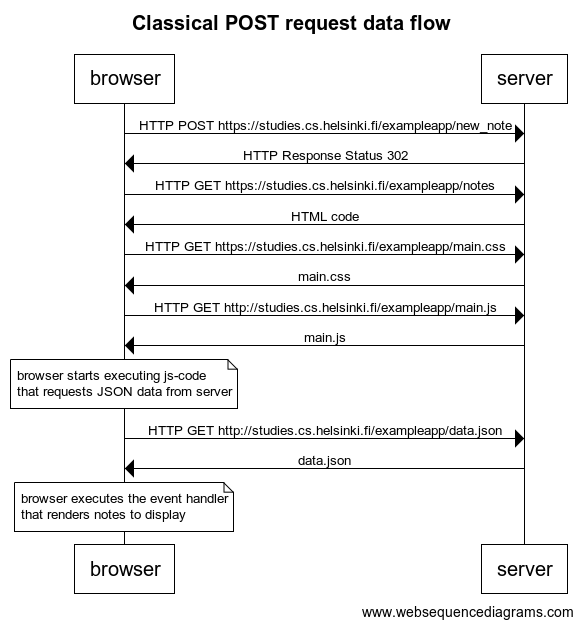 Classical POST request data flow
browser
server
HTTP POST https://studies.cs.helsinki.fi/exampleapp/new_note
HTTP Response Status 302
HTTP GET https://studies.cs.helsinki.fi/exampleapp/notes
HTML code
HTTP GET https://studies.cs.helsinki.fi/exampleapp/main.css
main.css
HTTP GET http://studies.cs.helsinki.fi/exampleapp/main.js
main.js
browser starts executing js-code
that requests JSON data from server
HTTP GET http://studies.cs.helsinki.fi/exampleapp/data.json
data.json
browser executes the event handler
that renders notes to display
browser
server
www.websequencediagrams.com